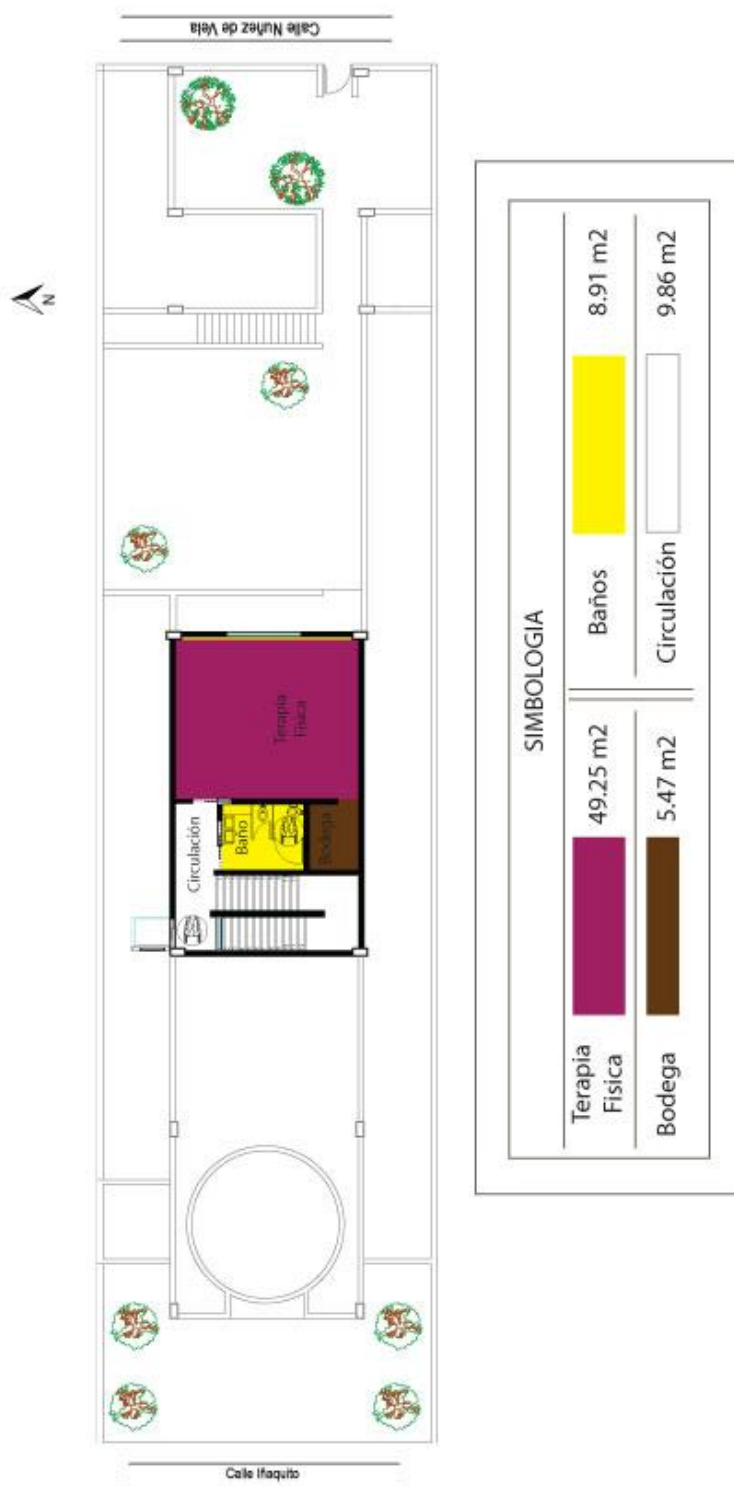 Calle Nuñez de Vela
N
Circulación
Baño
Bodega
Terapia
Fisica
Calle Iñaquito
SIMBOLOGIA
Terapia
Fisica
49.25 m2
Baños
8.91 m2
Bodega
5.47 m2
Circulación
9.86 m2